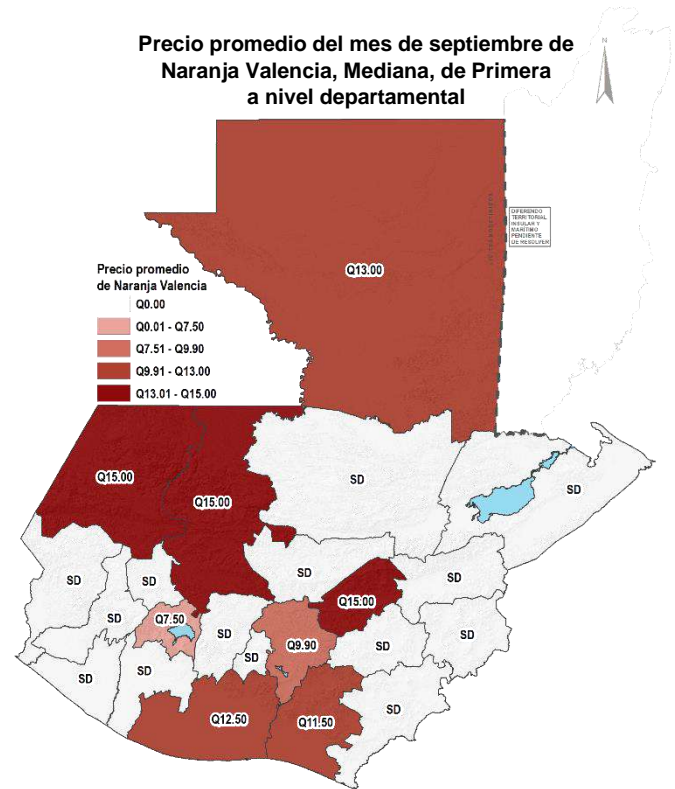 Precio promedio del mes de septiembre de
Naranja Valencia, Mediana, de Primera
a nivel departamental
N
DIFERENDO
TERRITORIAL
INSULAR Y
MARÍTIMO
PENDIENTE
DE RESOLVER
Q13.00
Precio promedio
de Naranja Valencia
Q0.00
Q0.01 - Q7.50
Q7.51 - Q9.90
Q9.91 - Q13.00
Q13.01 - Q15.00
Q15.00
Q15.00
SD
SD
SD
SD
SD
SD
Q15.00
SD
Q7.50
SD
SD
Q9.90
SD
SD
SD
SD
SD
Q12.50
Q11.50
SD